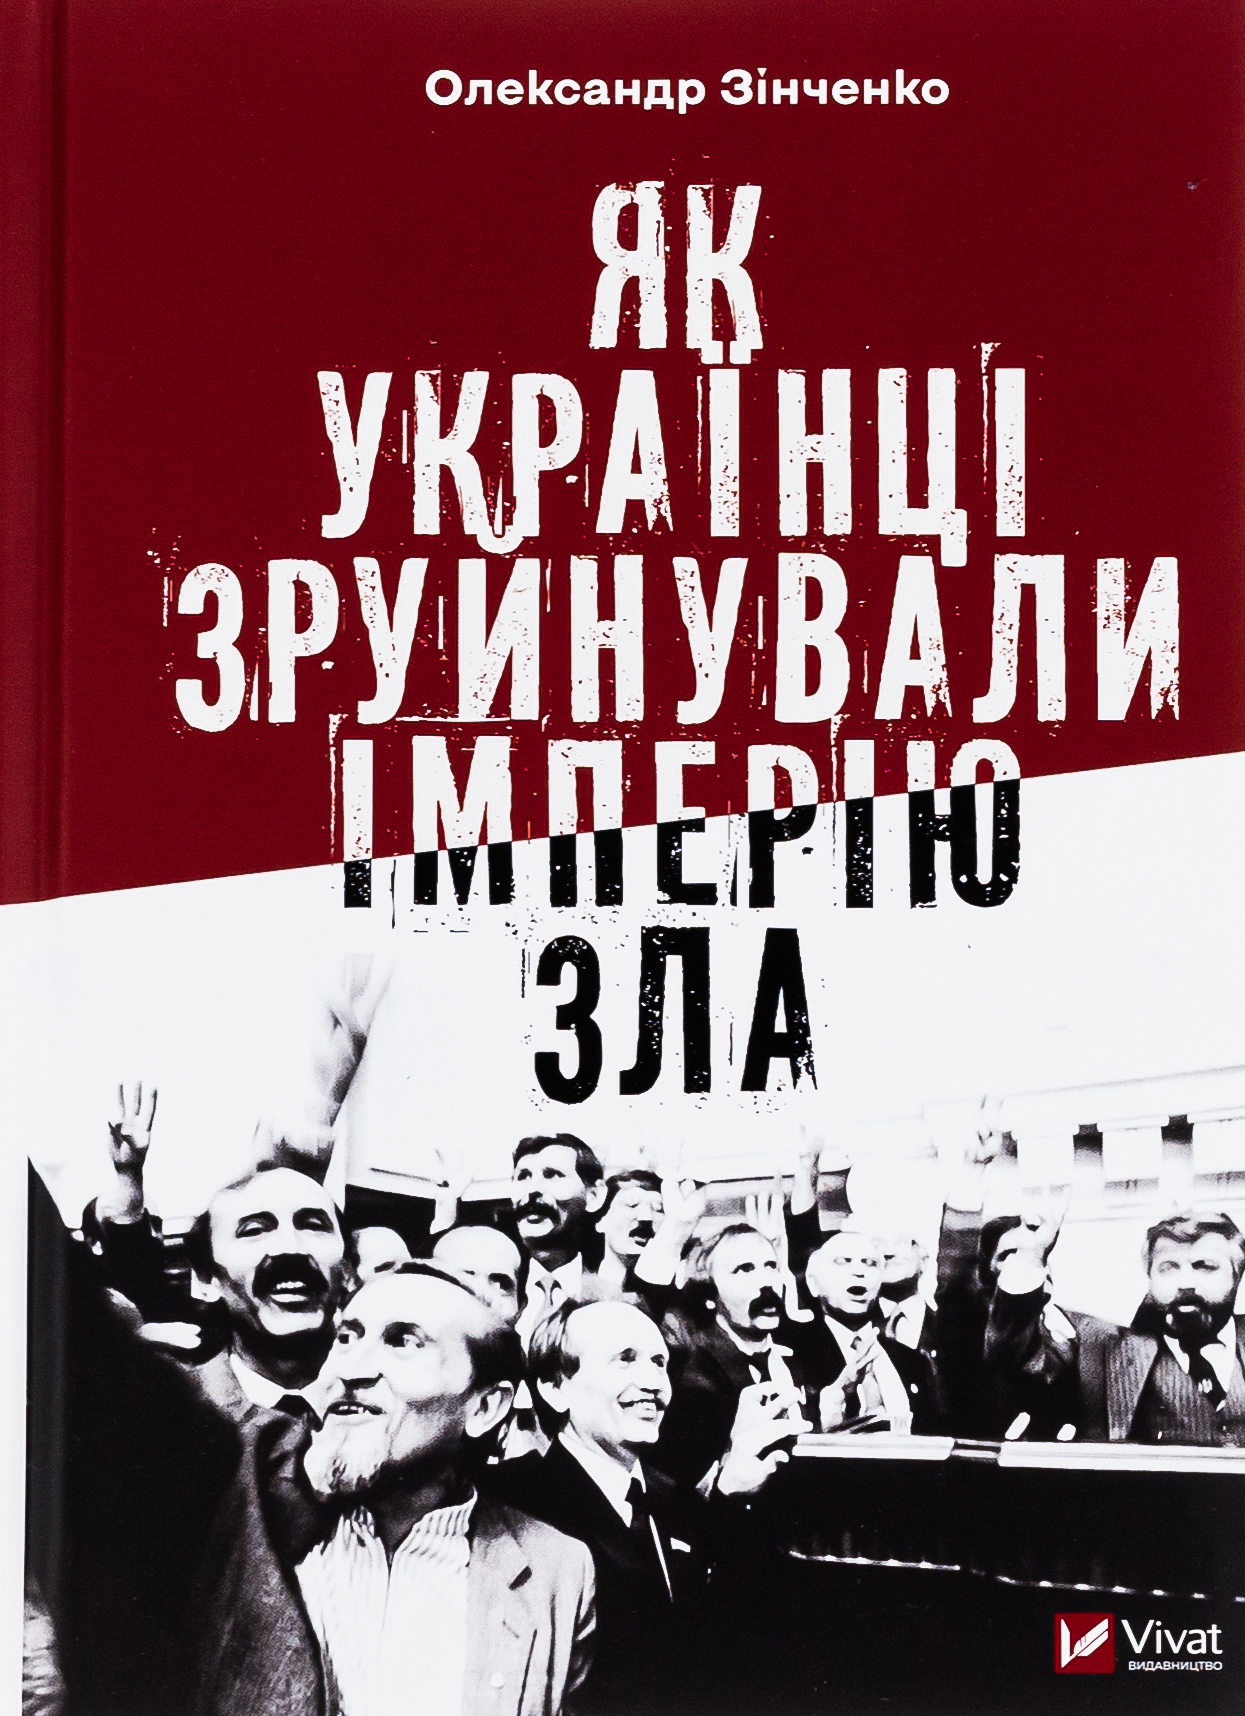 Олександр Зінченко
ЯК
УКРАЇНЦІ
ЗРУЙНУВАЛИ
ІМПЕРІЮ
ЗЛА
Vivat
ВИДАВНИЦТВО